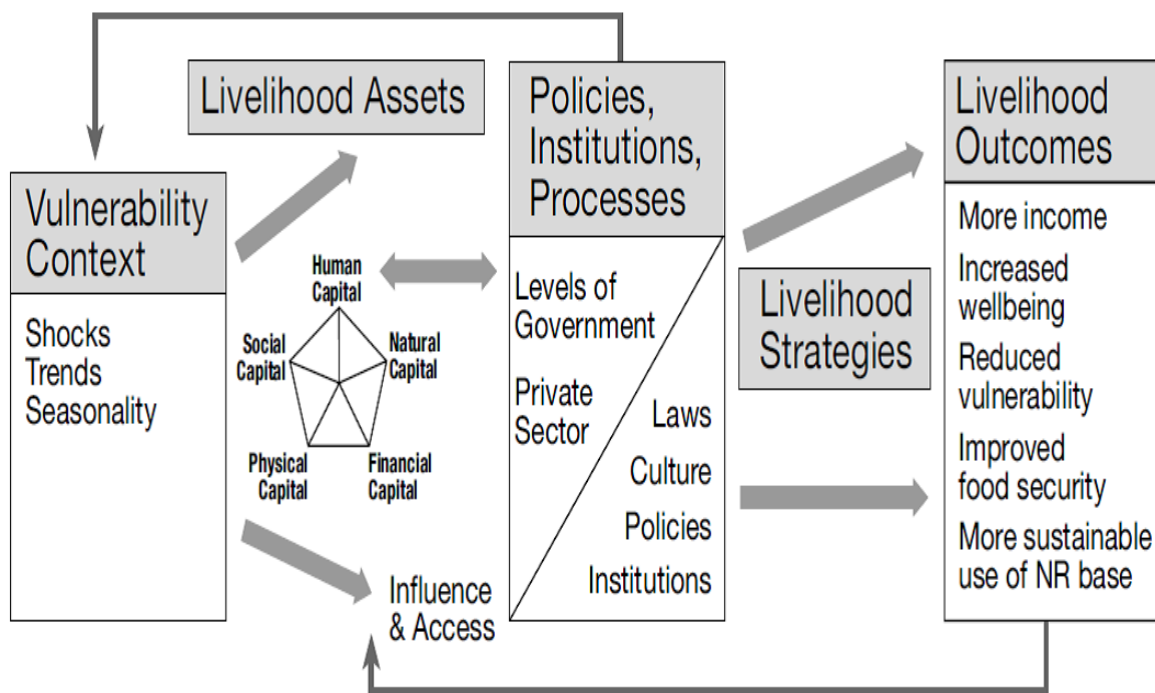 Livelihood Assets
Policies,
Institutions,
Processes
Livelihood
Outcomes
Vulnerability
Context
Shocks
Trends
Seasonality
Human
Capital
Social
Capital
Natural
Capital
Physical
Capital
Financial
Capital
Influence
& Access
Levels of
Government
Private
Sector
Laws
Culture
Policies
Institutions
Livelihood
Strategies
More income
Increased
wellbeing
Reduced
vulnerability
Improved
food security
More sustainable
use of NR base